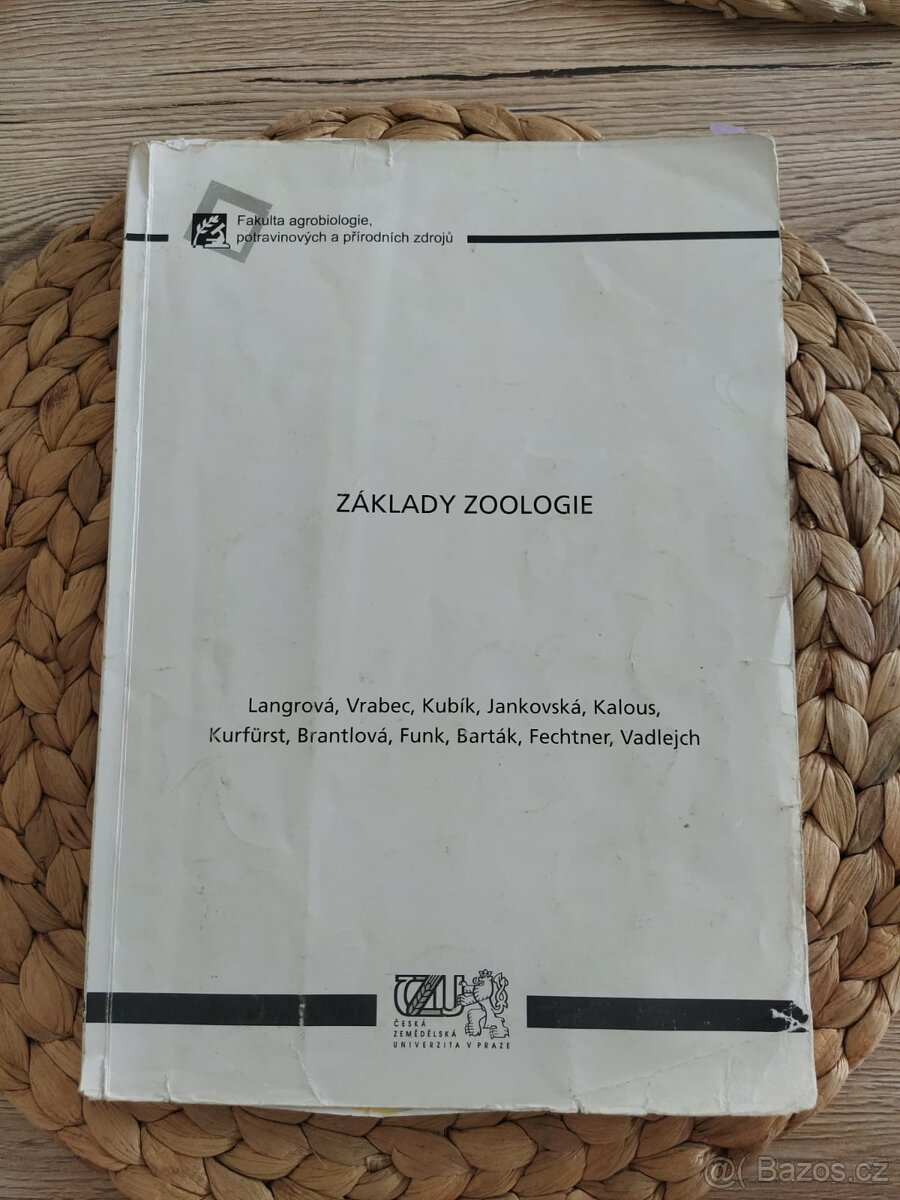 Fakulta agrobiologie,
potravinových a přírodních zdrojů
ZÁKLADY ZOOLOGIE
Langrová, Vrabec, Kubík, Jankovská, Kalous,
Kurfürst, Brantlová, Funk, Barták, Fechtner, Vadlejch
ČZU
ČESKÁ
ZEMĚDĚLSKÁ
UNIVERZITA V PRAZE
@( Bazos.cz